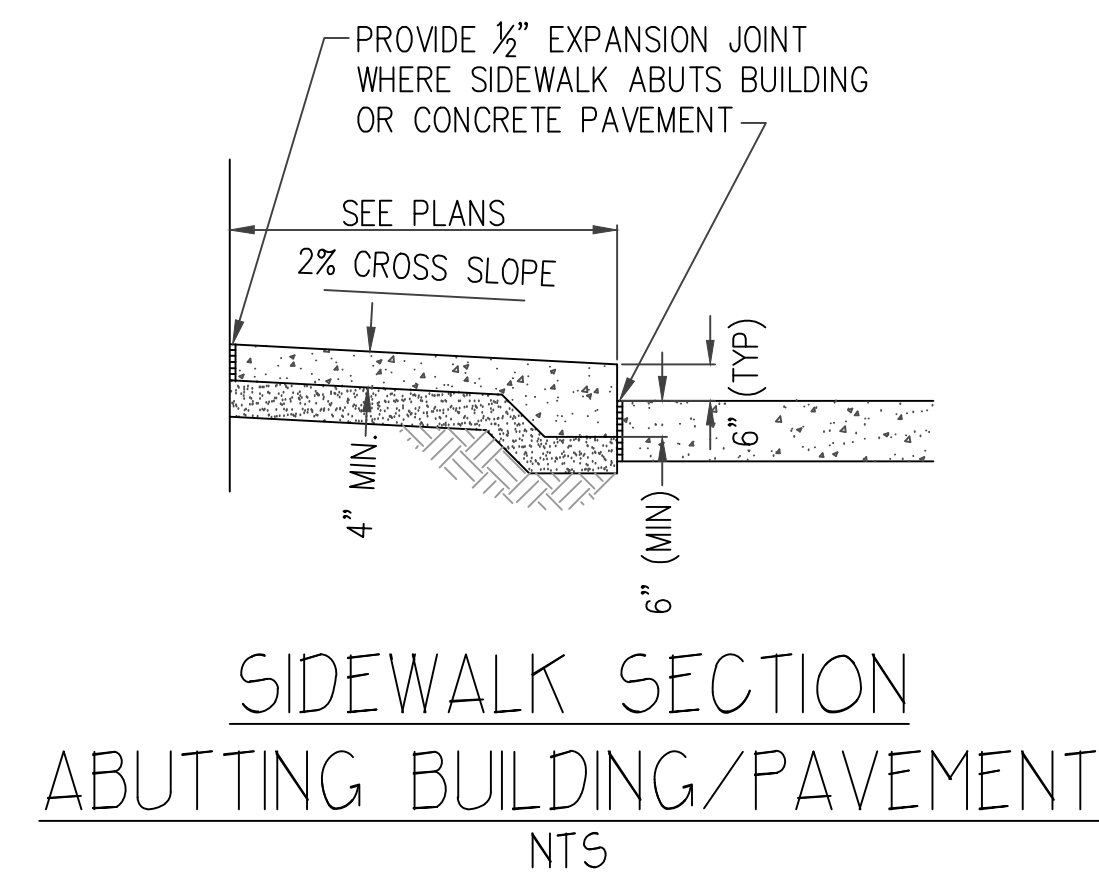 PROVIDE ½” EXPANSION JOINT
WHERE SIDEWALK ABUTS BUILDING
OR CONCRETE PAVEMENT
SEE PLANS
2% CROSS SLOPE
4” MIN.
6” (TYP)
6” (MIN)
SIDEWALK SECTION
ABUTTING BUILDING/PAVEMENT
NTS